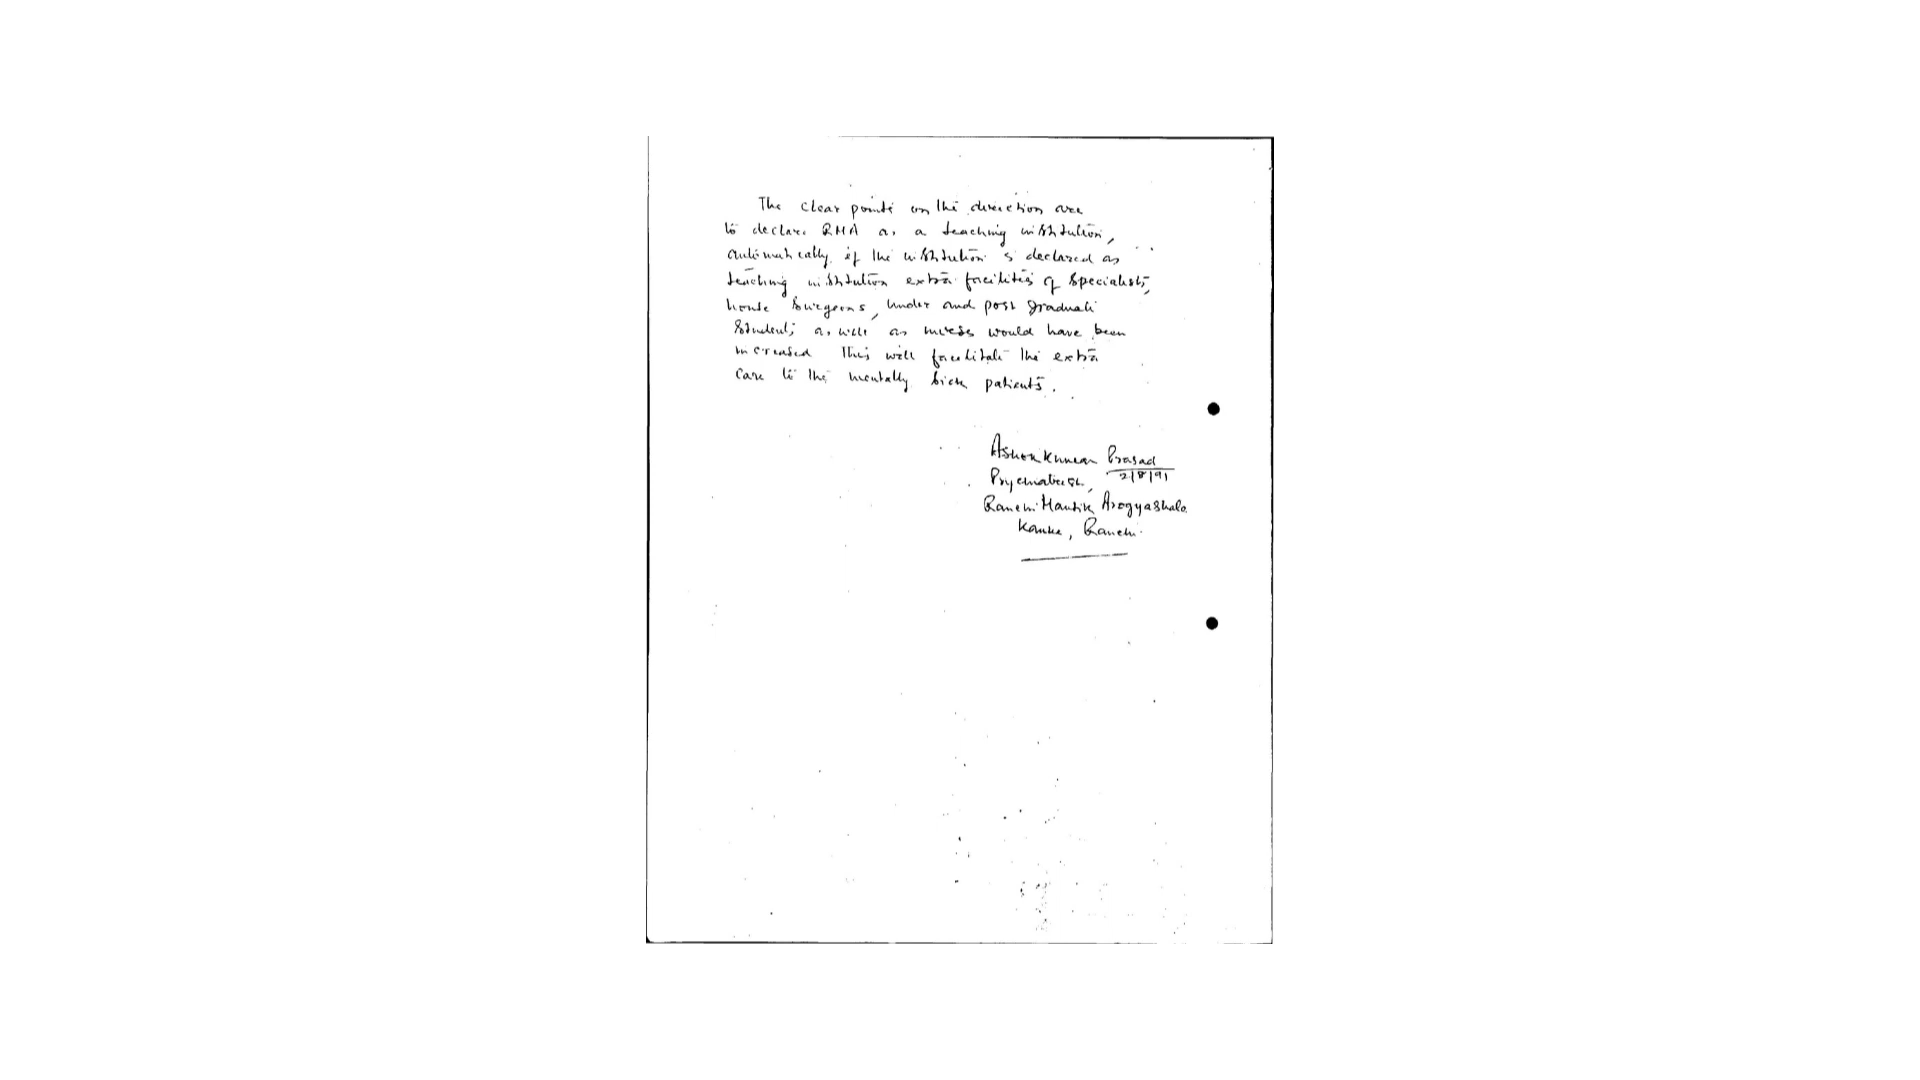 The clear points on the direction are
to declare RMA as a teaching institution,
automatically if the institution is declared as
teaching institution extra facilities of Specialists,
house Surgeons, under and post graduate
Students as well as nurses would have been
increased This will facilitate the extra
care to the mentally sick patients.
Ashok Kumar Prasad
2/8/91
Psychiatrist,
Ranchi Mansik Arogyashala
Kanke, Ranchi.